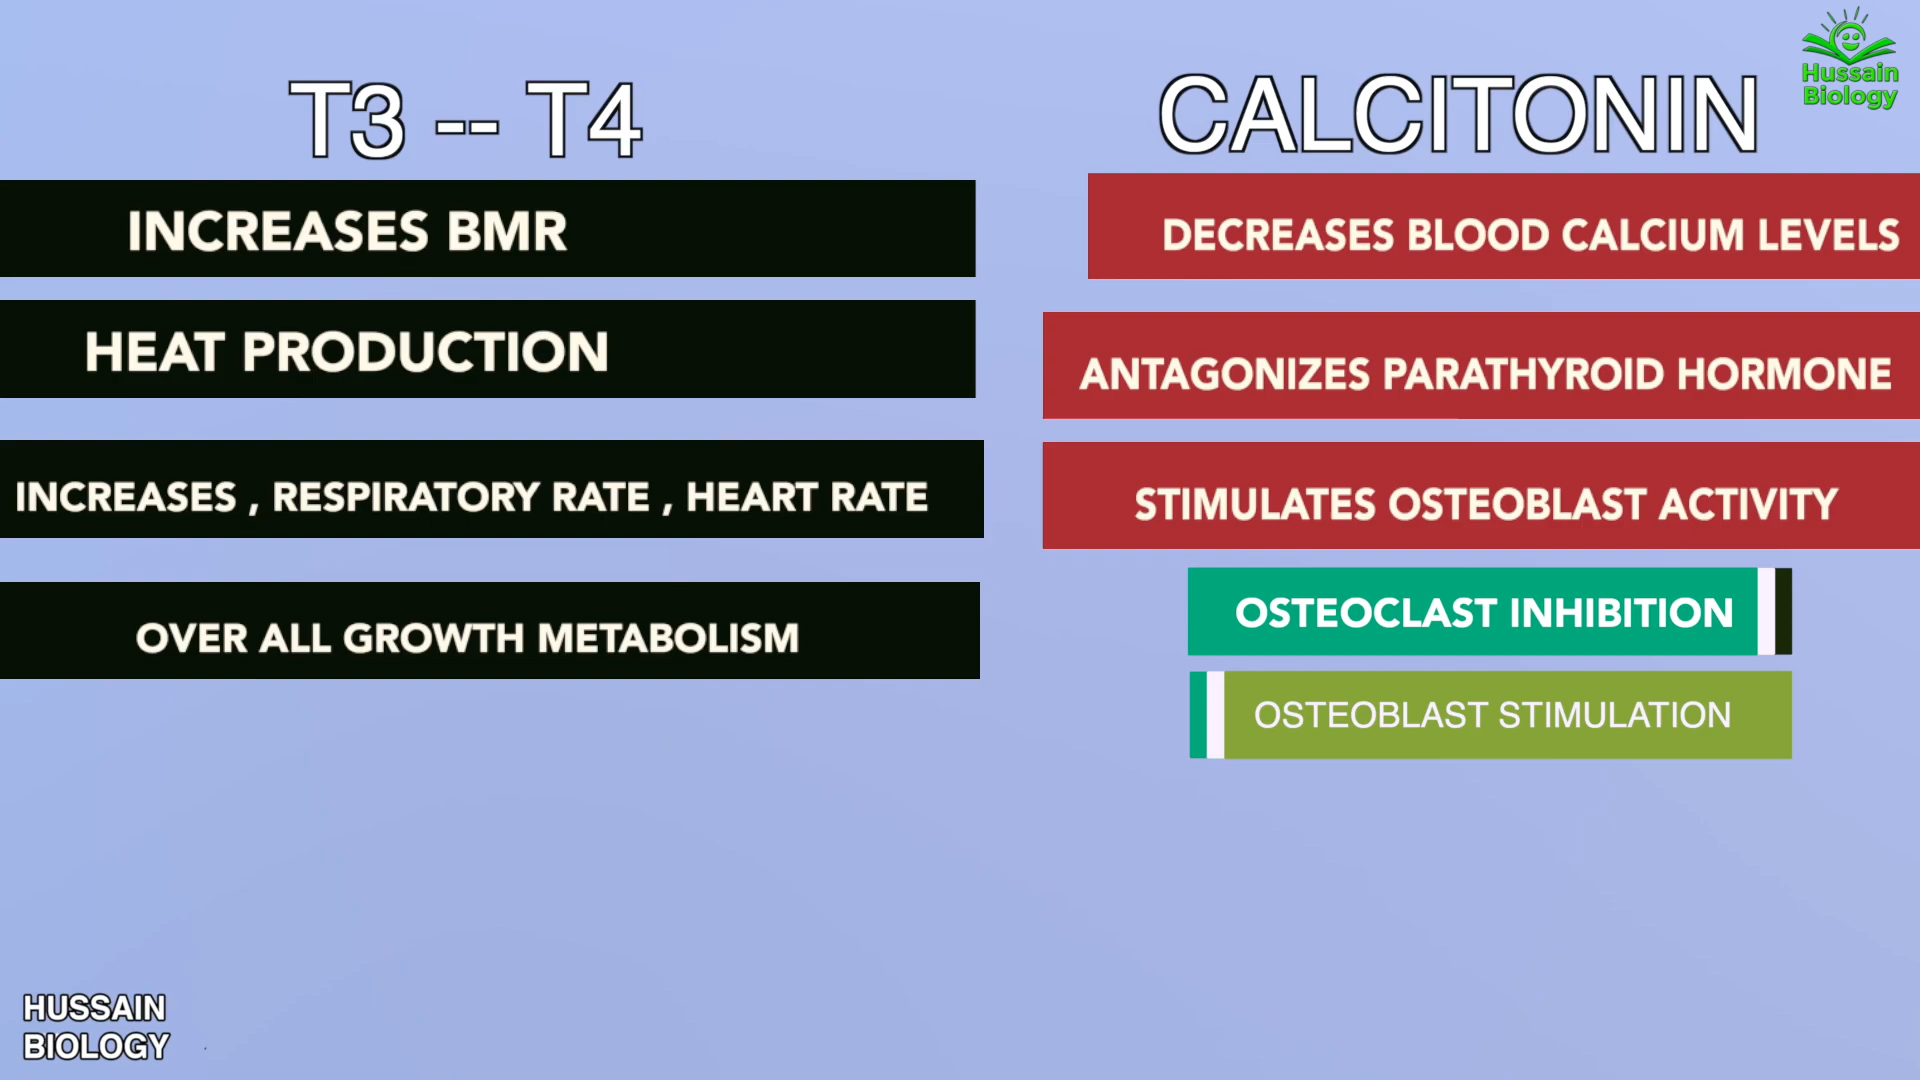 T3 -- T4
INCREASES BMR
HEAT PRODUCTION
INCREASES , RESPIRATORY RATE , HEART RATE
OVER ALL GROWTH METABOLISM
CALCITONIN
DECREASES BLOOD CALCIUM LEVELS
ANTAGONIZES PARATHYROID HORMONE
STIMULATES OSTEOBLAST ACTIVITY
OSTEOCLAST INHIBITION
OSTEOBLAST STIMULATION
Hussain
Biology
HUSSAIN
BIOLOGY